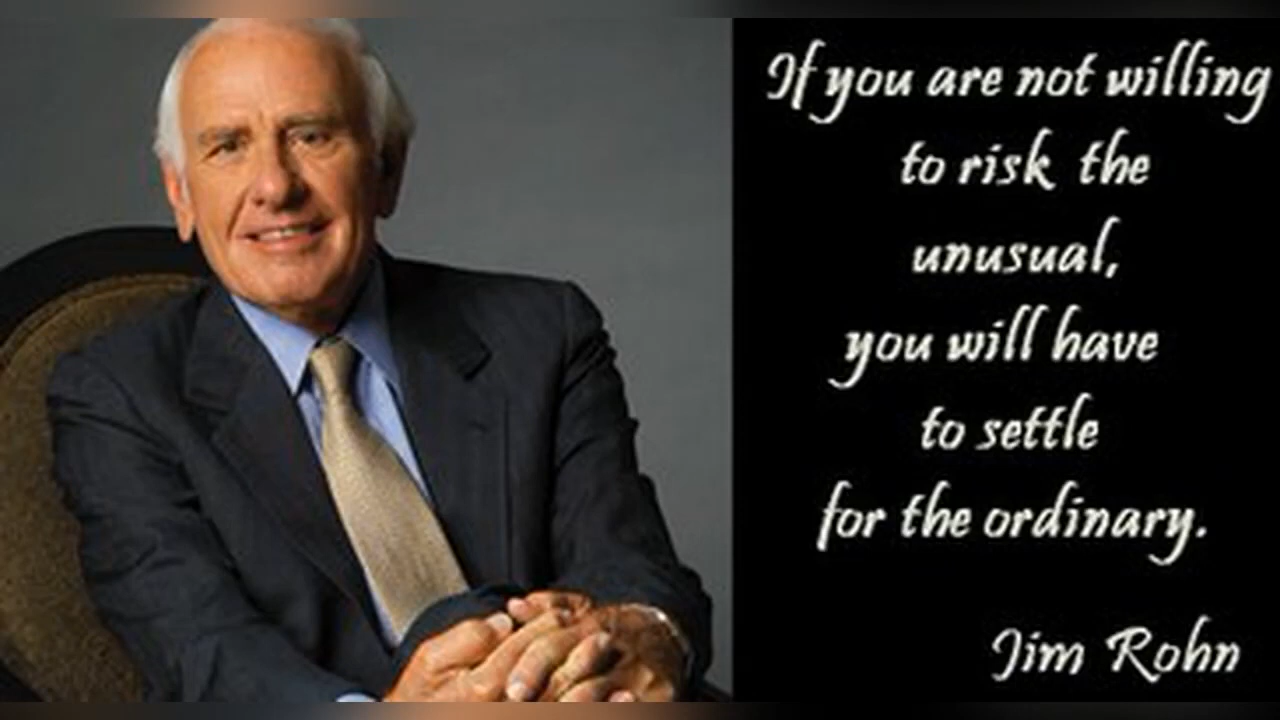 If you are not willing
to risk the
unusual,
you will have
to settle
for the ordinary.
Jim Rohn